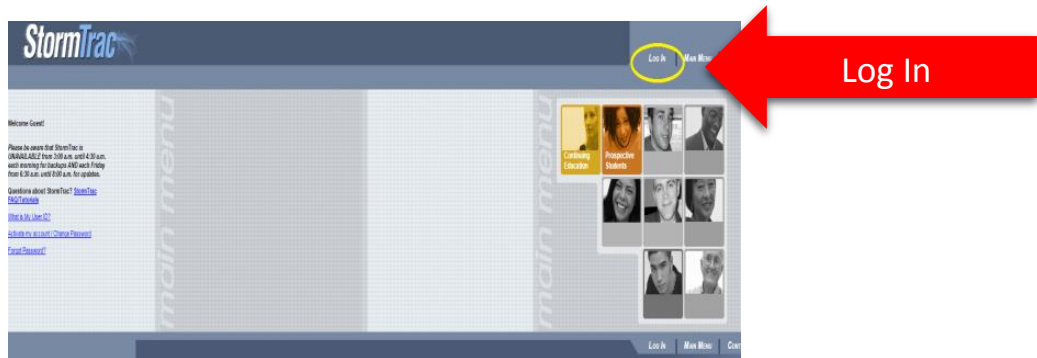 StormTrac
LOG IN
MAIN MENU
Log In
main menu
main menu
Welcome Guest!
Please be aware that StormTrac is
UNAVAILABLE from 3:00 a.m. until 4:30 a.m.
each morning for backups AND each Friday
from 6:30 a.m. until 8:00 a.m. for updates.
Questions about StormTrac? StormTrac
FAQ/Tutorials
What is My User ID?
Activate my account / Change Password
Forgot Password?
Continuing
Education
Prospective
Students
LOG IN
MAIN MENU